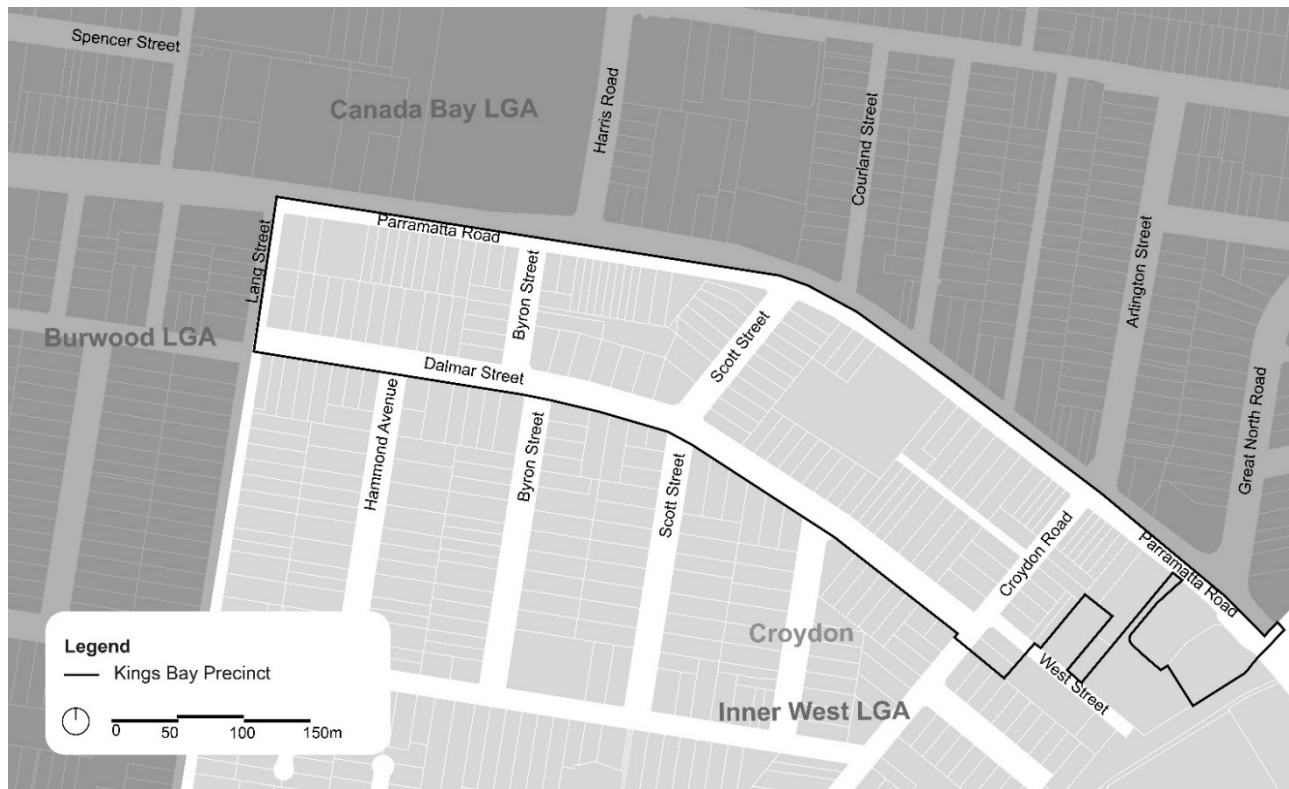 Spencer Street
Canada Bay LGA
Harris Road
Courland Street
Arlington Street
Great North Road
Lang Street
Parramatta Road
Byron Street
Scott Street
Burwood LGA
Dalmar Street
Hammond Avenue
Byron Street
Scott Street
Croydon Road
Parramatta Road
West Street
Croydon
Inner West LGA
Legend
Kings Bay Precinct
0 50 100 150m